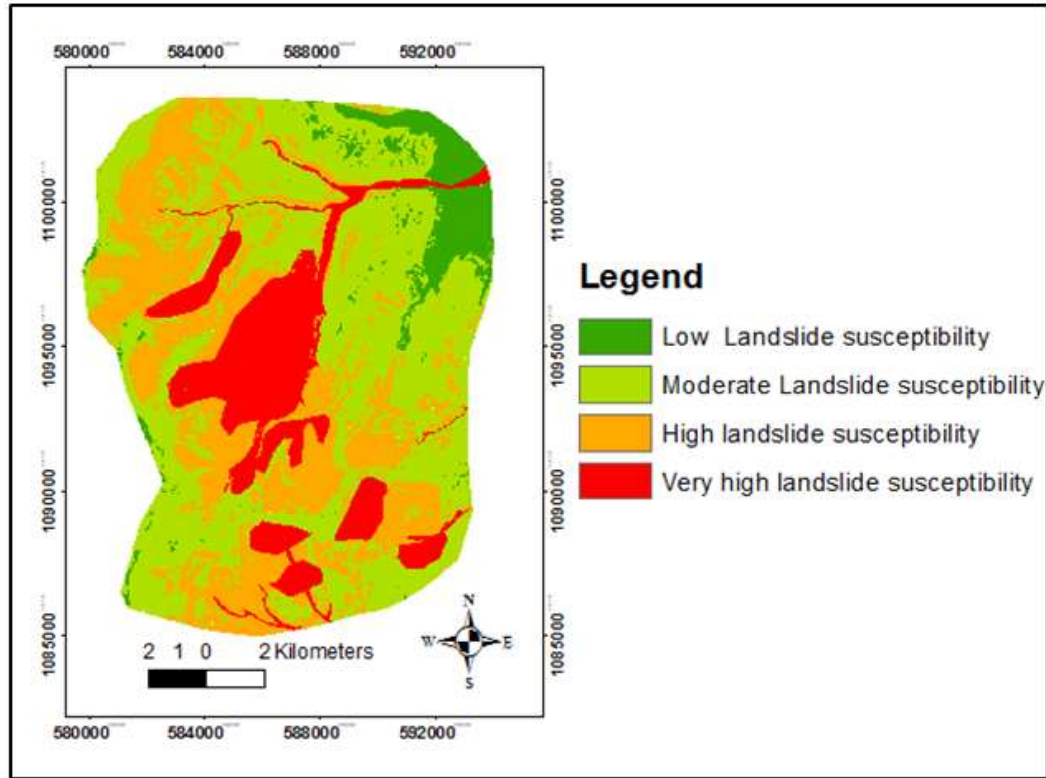 580000 584000 588000 592000
1100000 1100000
1095000 1095000
1090000 1090000
1085000 1085000
Legend
Low Landslide susceptibility
Moderate Landslide susceptibility
High landslide susceptibility
Very high landslide susceptibility
N
W E
S
2 1 0 2 Kilometers
580000 584000 588000 592000